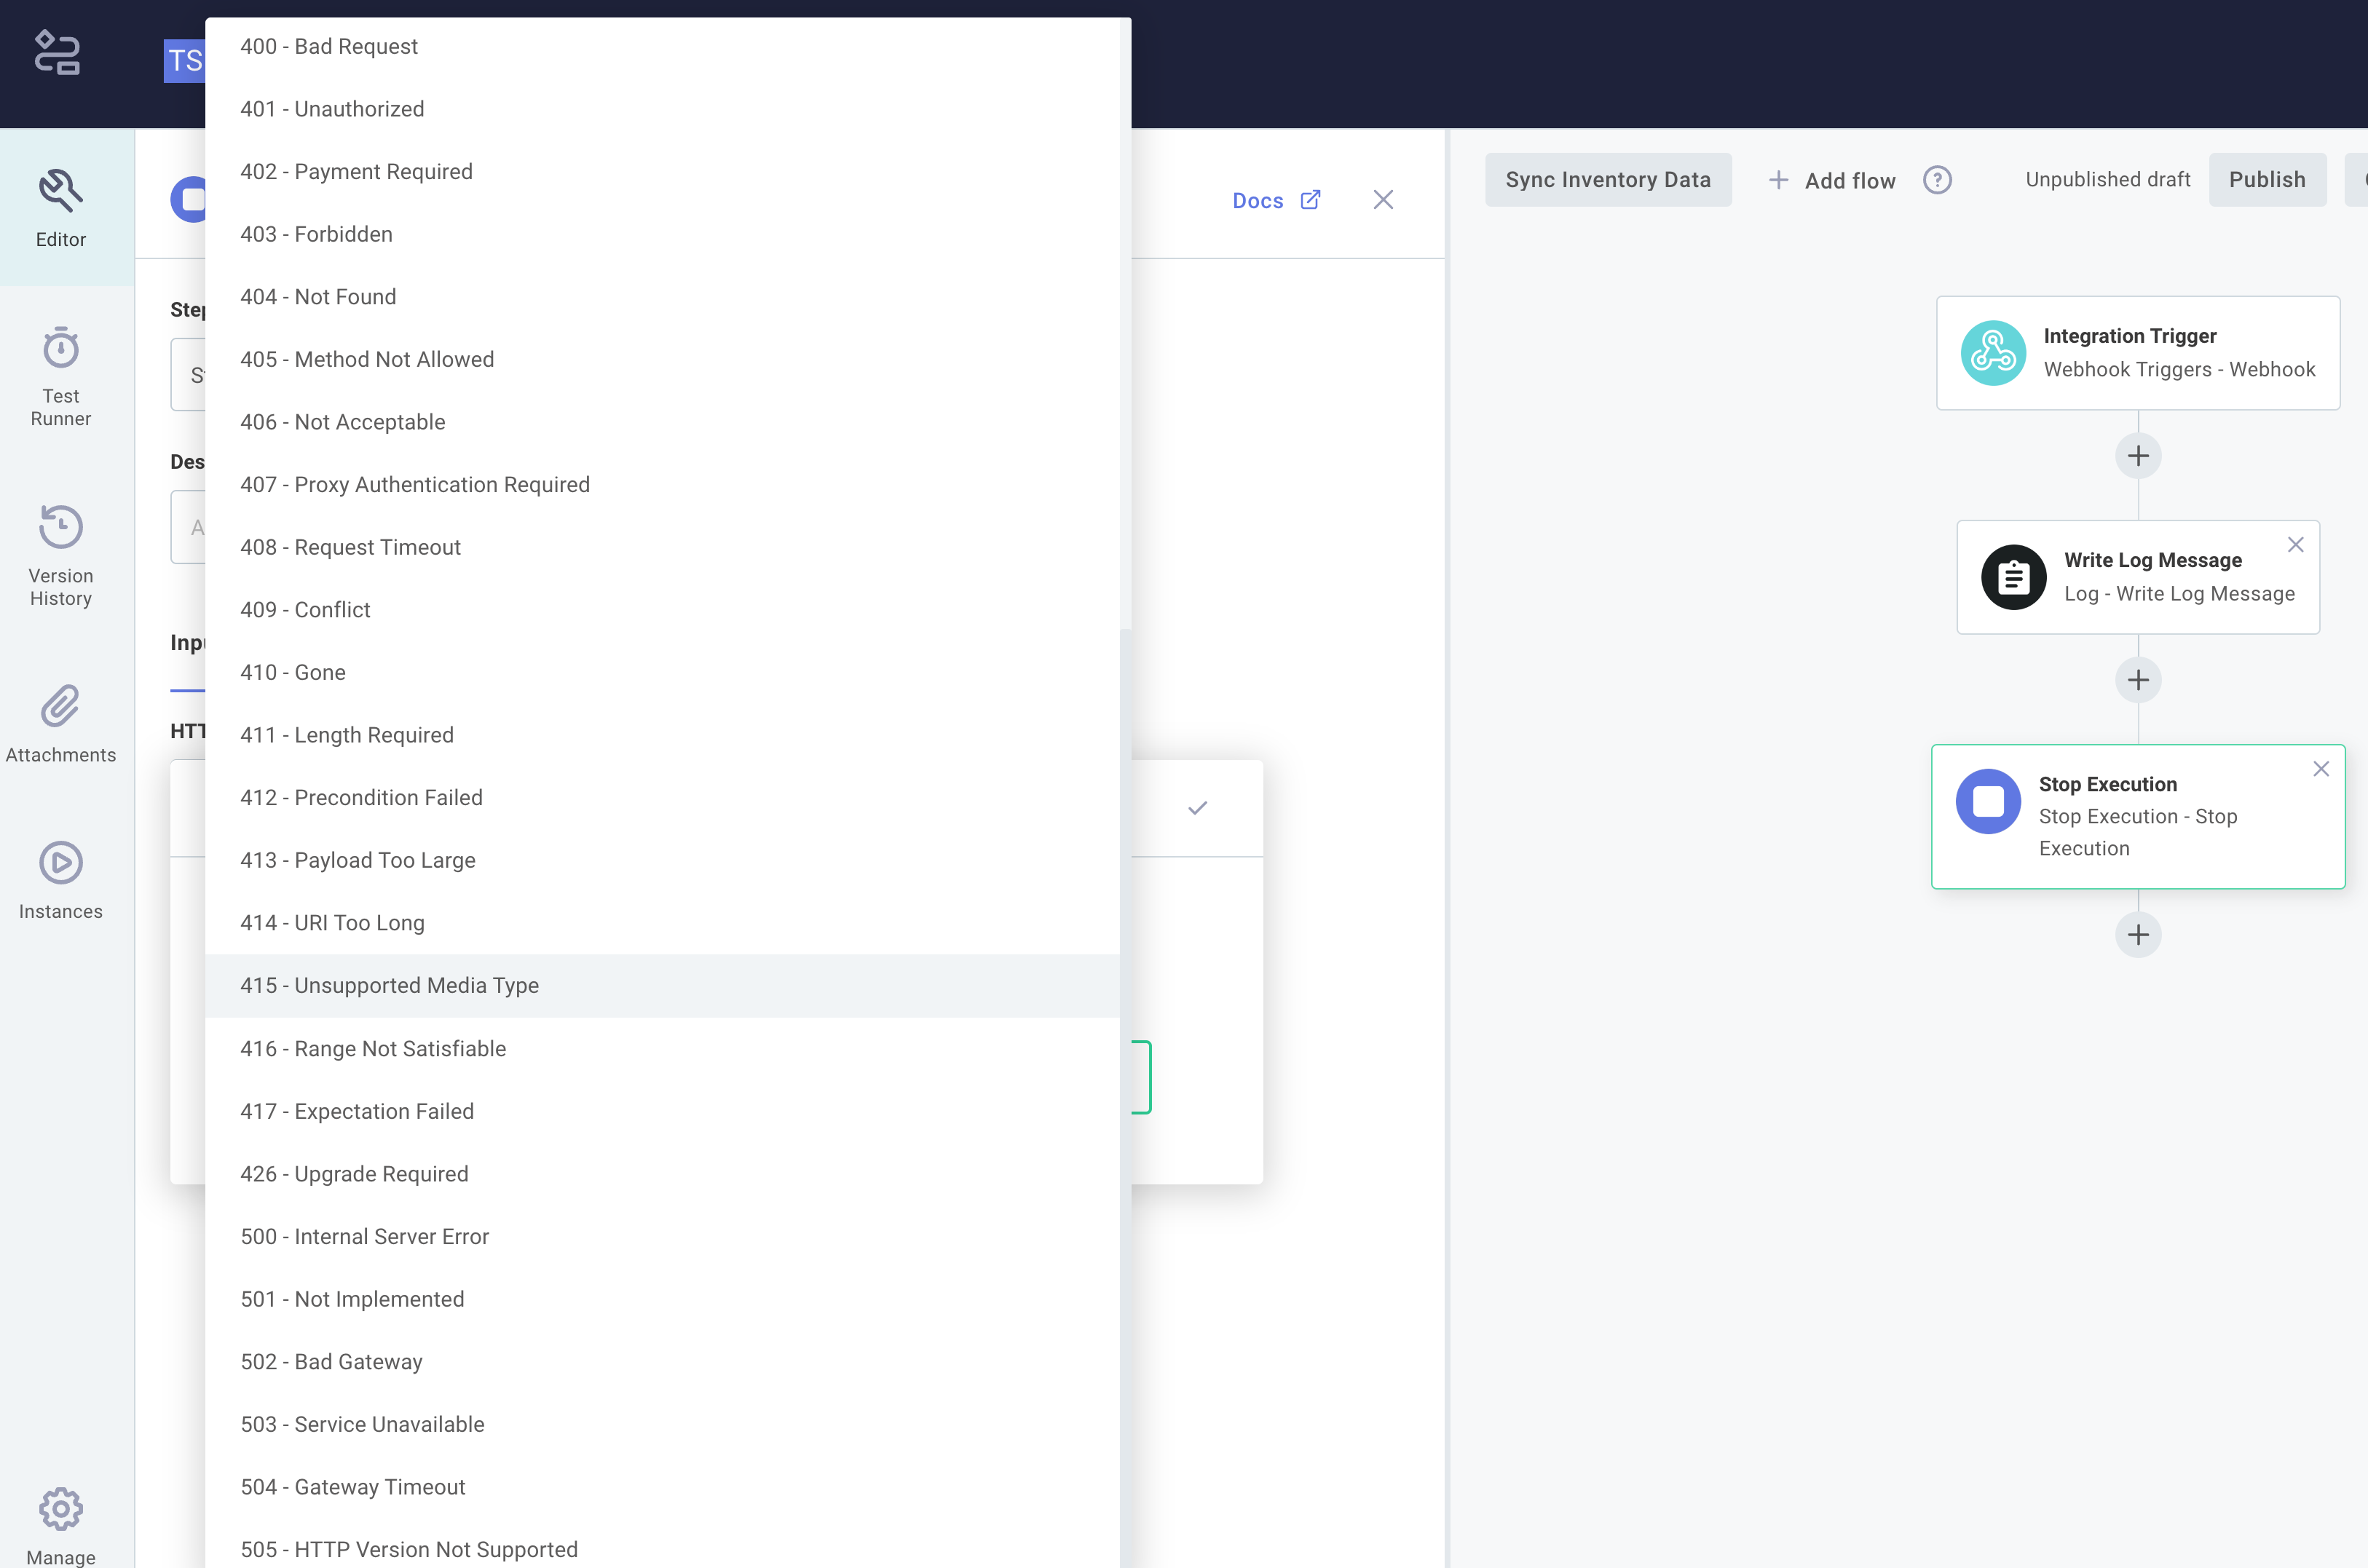 TS
Editor
Test
Runner
Version
History
Attachments
Instances
Manage
400 - Bad Request
401 - Unauthorized
402 - Payment Required
403 - Forbidden
404 - Not Found
405 - Method Not Allowed
406 - Not Acceptable
407 - Proxy Authentication Required
408 - Request Timeout
409 - Conflict
410 - Gone
411 - Length Required
412 - Precondition Failed
413 - Payload Too Large
414 - URI Too Long
415 - Unsupported Media Type
416 - Range Not Satisfiable
417 - Expectation Failed
426 - Upgrade Required
500 - Internal Server Error
501 - Not Implemented
502 - Bad Gateway
503 - Service Unavailable
504 - Gateway Timeout
505 - HTTP Version Not Supported
Docs
Sync Inventory Data
Add flow
Unpublished draft
Publish
Integration Trigger
Webhook Triggers - Webhook
Write Log Message
Log - Write Log Message
Stop Execution
Stop Execution - Stop
Execution